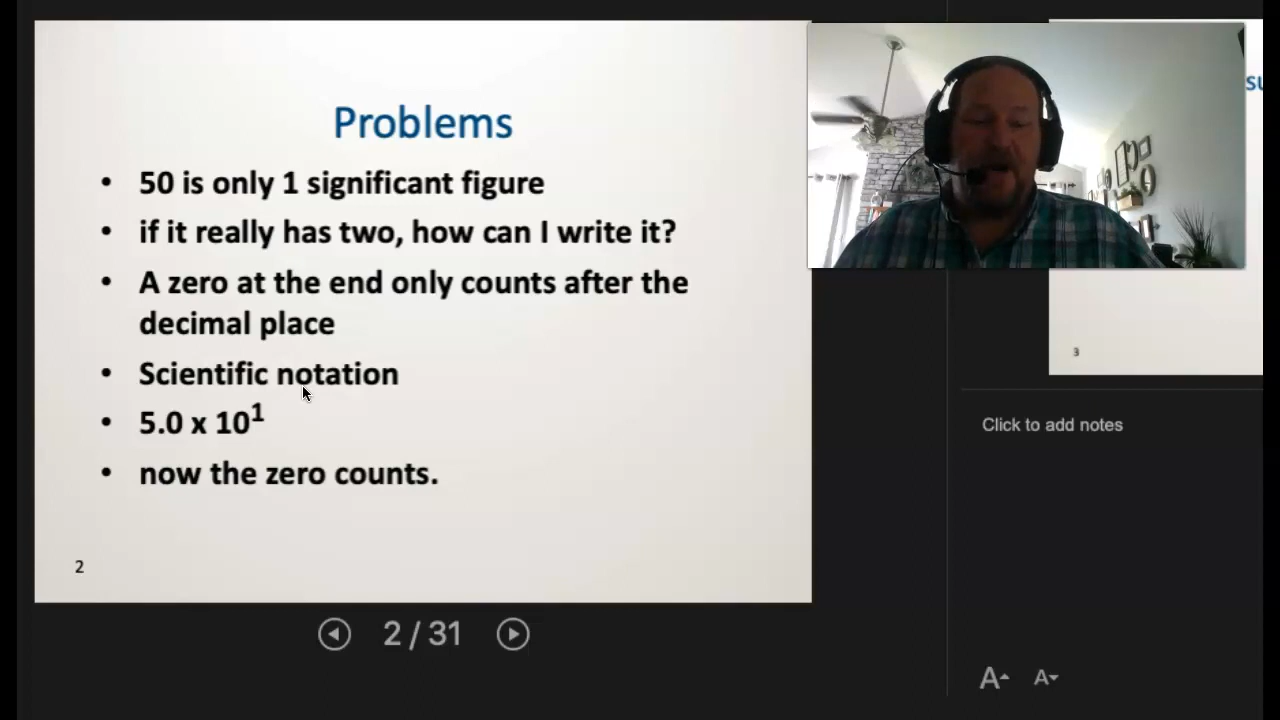 Problems
• 50 is only 1 significant figure
• if it really has two, how can I write it?
• A zero at the end only counts after the
decimal place
• Scientific notation
• 5.0 x 10¹
• now the zero counts.
2
2 / 31
3
Click to add notes
A A